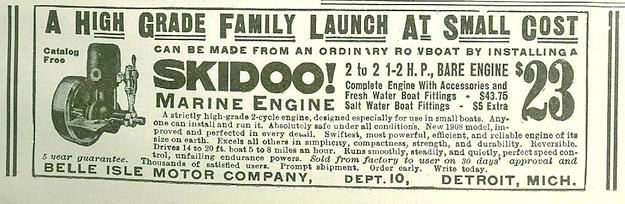 A HIGH GRADE FAMILY LAUNCH AT SMALL COST
Catalog
Free
CAN BE MADE FROM AN ORDINARY ROWBOAT BY INSTALLING A
SKIDOO!
MARINE ENGINE
2 to 2 1-2 H. P., BARE ENGINE $23
Complete Engine With Accessories and
Fresh Water Boat Fittings - $43.75
Salt Water Boat Fittings - $5 Extra
A strictly high-grade 2-cycle engine, designed especially for use in small boats. Any-
one can install and run it. Absolutely safe under all conditions. New 1908 model, im-
proved and perfected in every detail. Swiftest, most powerful, efficient, and reliable engine of its
size on earth. Excels all others in simplicity, compactness, strength, and durability. Reversible.
Drives 14 to 20 ft. boat 5 to 8 miles an hour. Runs smoothly, steadily, and quietly, perfect speed con-
trol, unfailing endurance powers. Sold from factory to user on 30 days' approval and
5 year guarantee. Thousands of satisfied users. Prompt shipment. Order early. Write today.
BELLE ISLE MOTOR COMPANY, DEPT. 10, DETROIT, MICH.